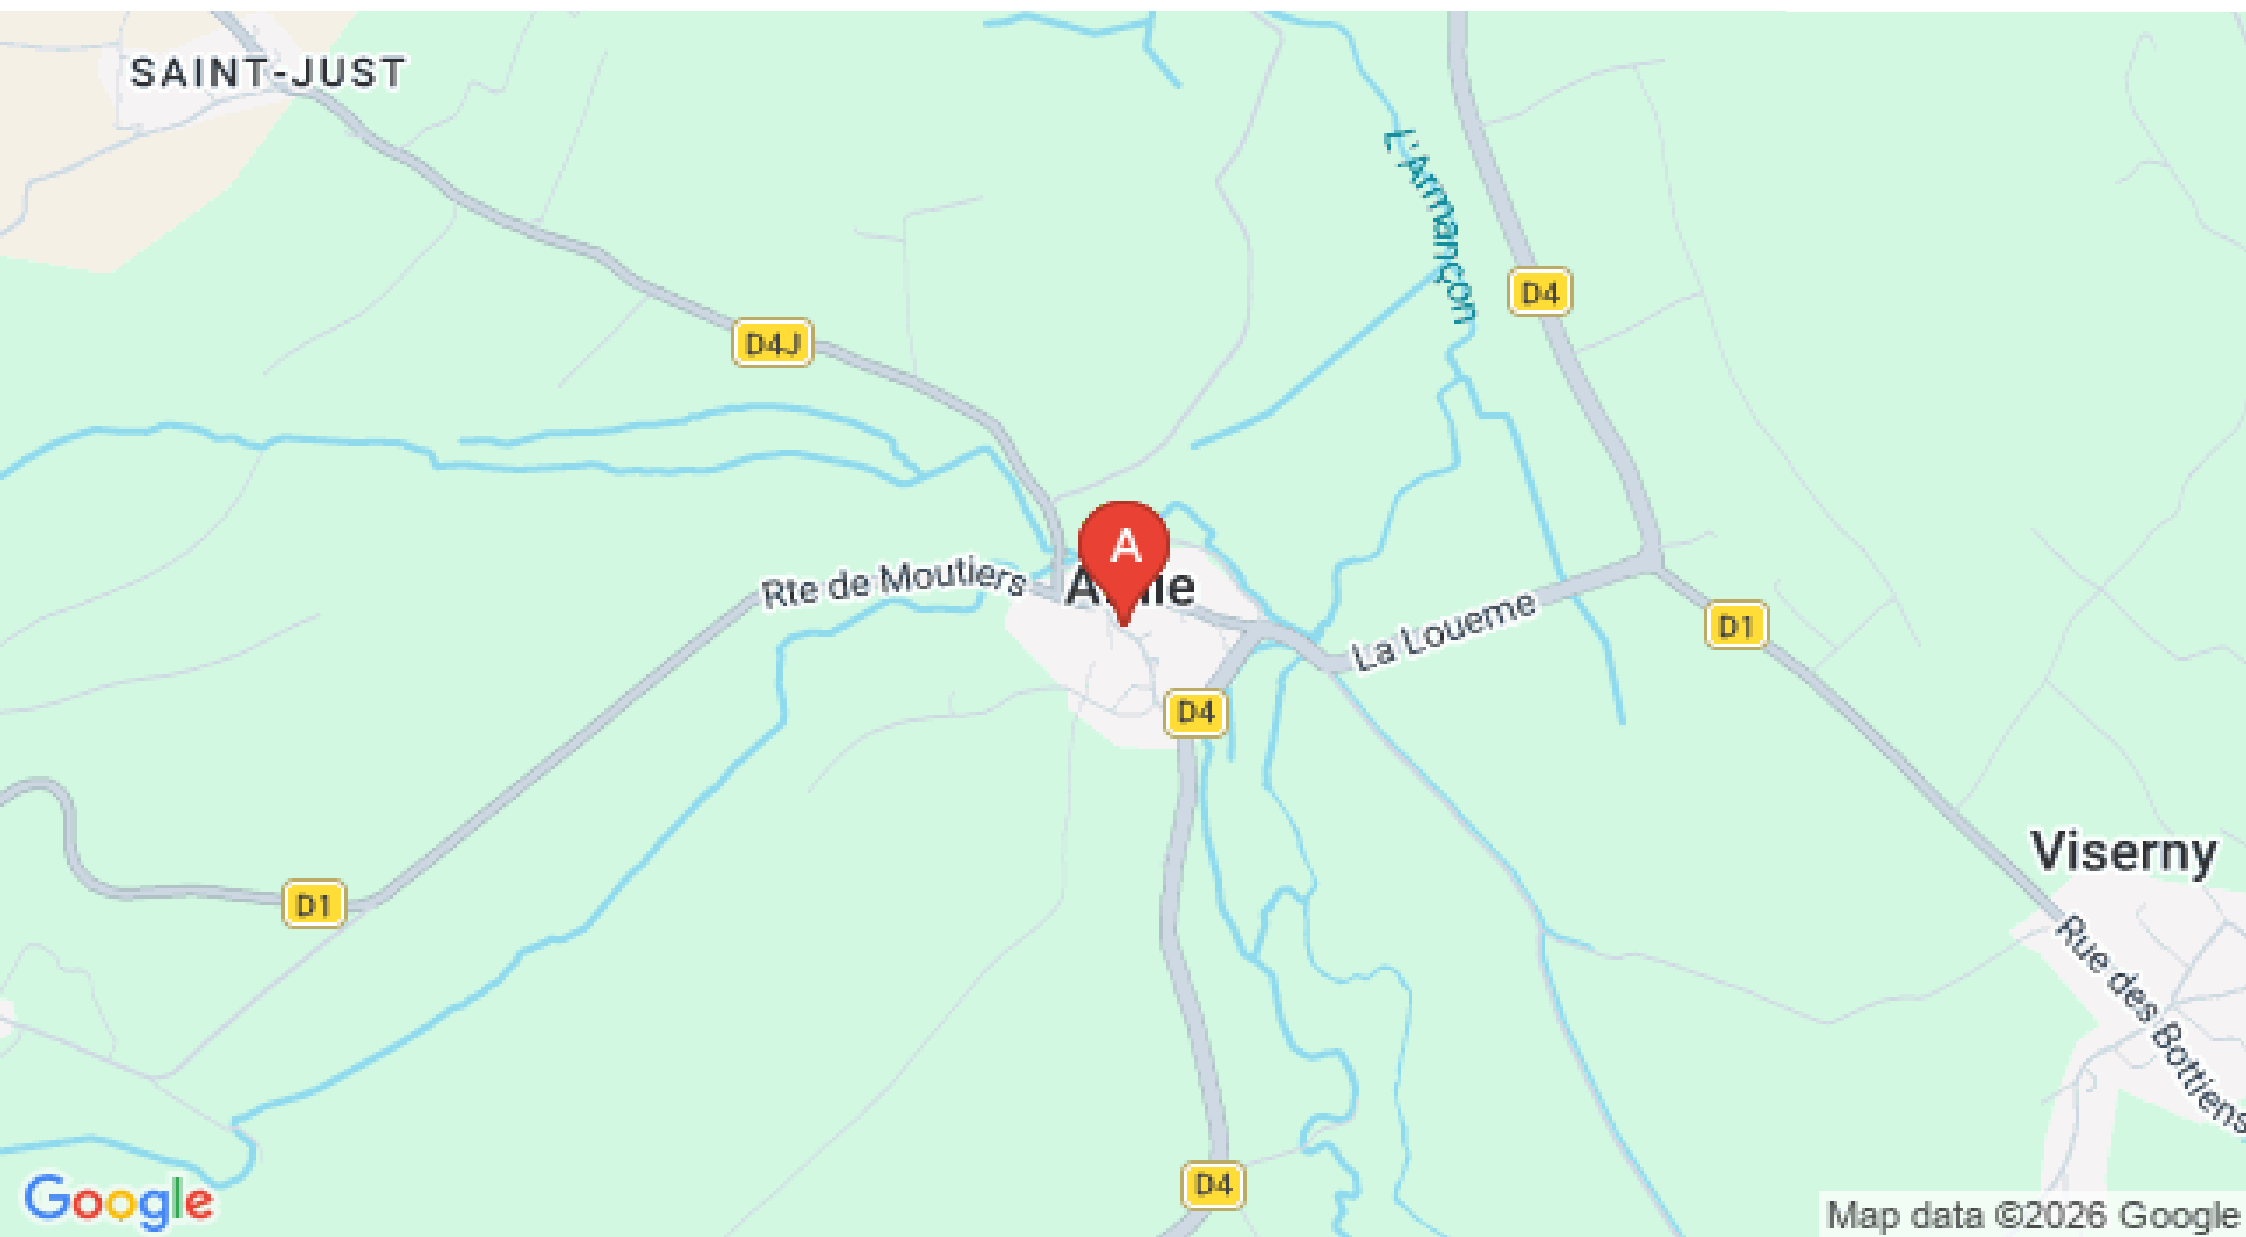 SAINT-JUST
L'Armançon
D4
D4J
A
Rte de Moutiers
La Loueme
D1
D4
Viserny
D1
Rue des Bottiens
D4
Google
Map data ©2026 Google